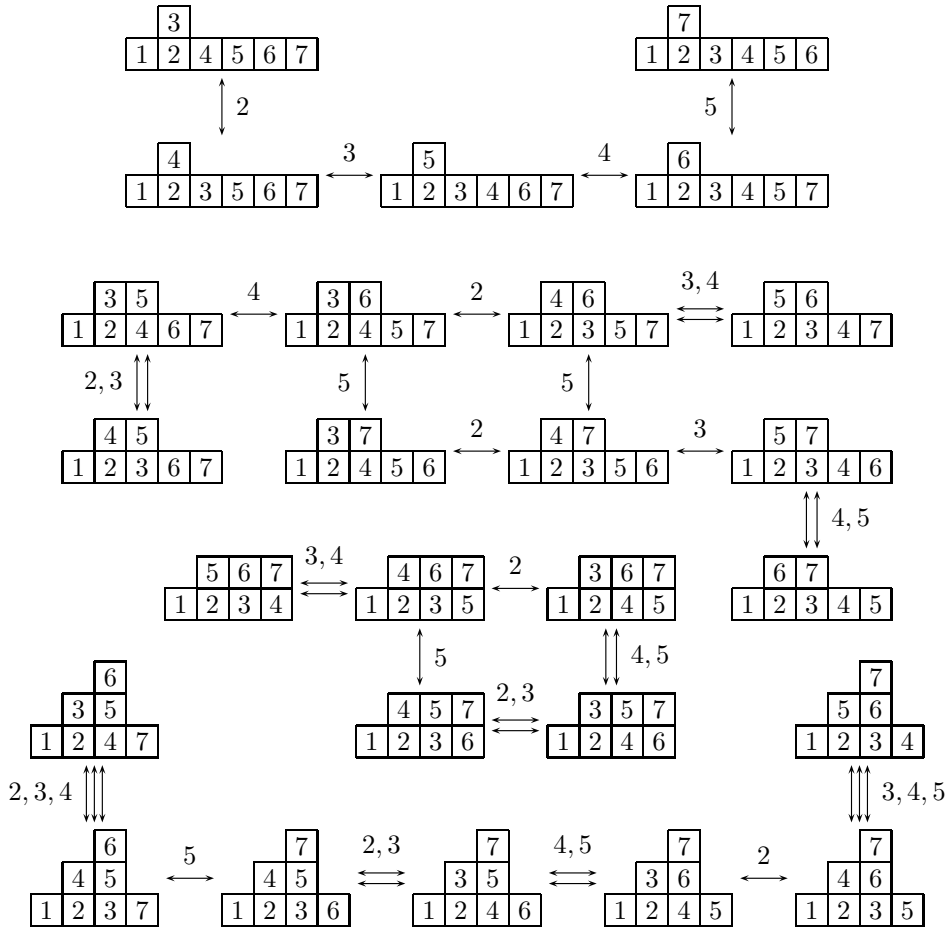 3 7
1 2 4 5 6 7 1 2 3 4 5 6
2 5
4 3 5 4 6
1 2 3 5 6 7 1 2 3 4 6 7 1 2 3 4 5 7
3 5 4 3 6 2 4 6 3, 4 5 6
1 2 4 6 7 1 2 4 5 7 1 2 3 5 7 1 2 3 4 7
2, 3 5 5
4 5 3 7 2 4 7 3 5 7
1 2 3 6 7 1 2 4 5 6 1 2 3 5 6 1 2 3 4 6
4, 5
5 6 7 3, 4 4 6 7 2 3 6 7 6 7
1 2 3 4 1 2 3 5 1 2 4 5 1 2 3 4 5
6 5 4, 5 7
3 5 4 5 7 2, 3 3 5 7 5 6
1 2 4 7 1 2 3 6 1 2 4 6 1 2 3 4
2, 3, 4 3, 4, 5
6 5 7 2, 3 7 4, 5 7 2 7
4 5 4 5 3 5 3 6 4 6
1 2 3 7 1 2 3 6 1 2 4 6 1 2 4 5 1 2 3 5